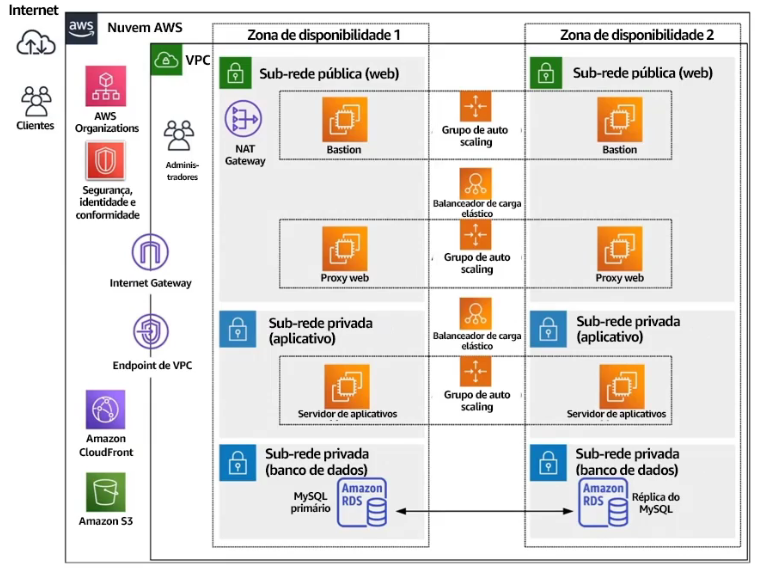 Internet
aws
Nuvem AWS
Clientes
AWS
Organizations
Segurança,
identidade e
conformidade
Internet Gateway
Endpoint de VPC
Amazon
CloudFront
Amazon S3
VPC
Adminis-
tradores
Zona de disponibilidade 1
Sub-rede pública (web)
NAT
Gateway
Bastion
Proxy web
Sub-rede privada
(aplicativo)
Servidor de aplicativos
Sub-rede privada
(banco de dados)
MySQL
primário
Amazon
RDS
Grupo de auto
scaling
Balanceador de carga
elástico
Grupo de auto
scaling
Balanceador de carga
elástico
Grupo de auto
scaling
Zona de disponibilidade 2
Sub-rede pública (web)
Bastion
Proxy web
Sub-rede privada
(aplicativo)
Servidor de aplicativos
Sub-rede privada
(banco de dados)
Amazon
RDS
Réplica do
MySQL